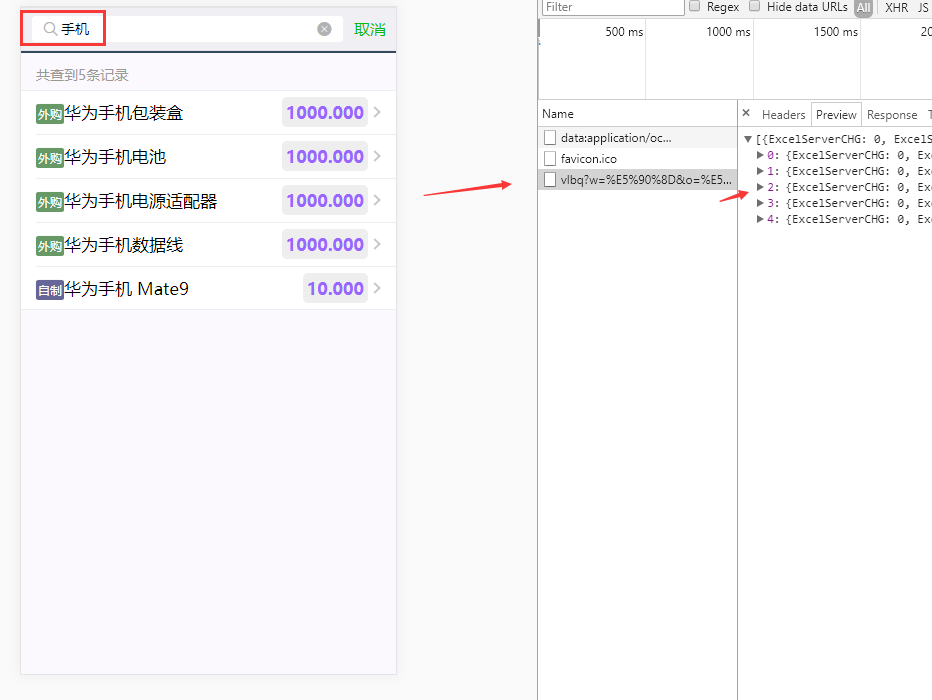 手机
取消
共查到5条记录
外购 华为手机包装盒 1000.000
外购 华为手机电池 1000.000
外购 华为手机电源适配器 1000.000
外购 华为手机数据线 1000.000
自制 华为手机 Mate9 10.000
Filter Regex Hide data URLs All XHR JS
500 ms 1000 ms 1500 ms 20
Name
data:application/oc...
favicon.ico
vlbq?w=%E5%90%8D&o=%E5...
× Headers Preview Response T
[{ExcelServerCHG: 0, ExcelS
0: {ExcelServerCHG: 0, Exc
1: {ExcelServerCHG: 0, Exc
2: {ExcelServerCHG: 0, Exc
3: {ExcelServerCHG: 0, Exc
4: {ExcelServerCHG: 0, Exc